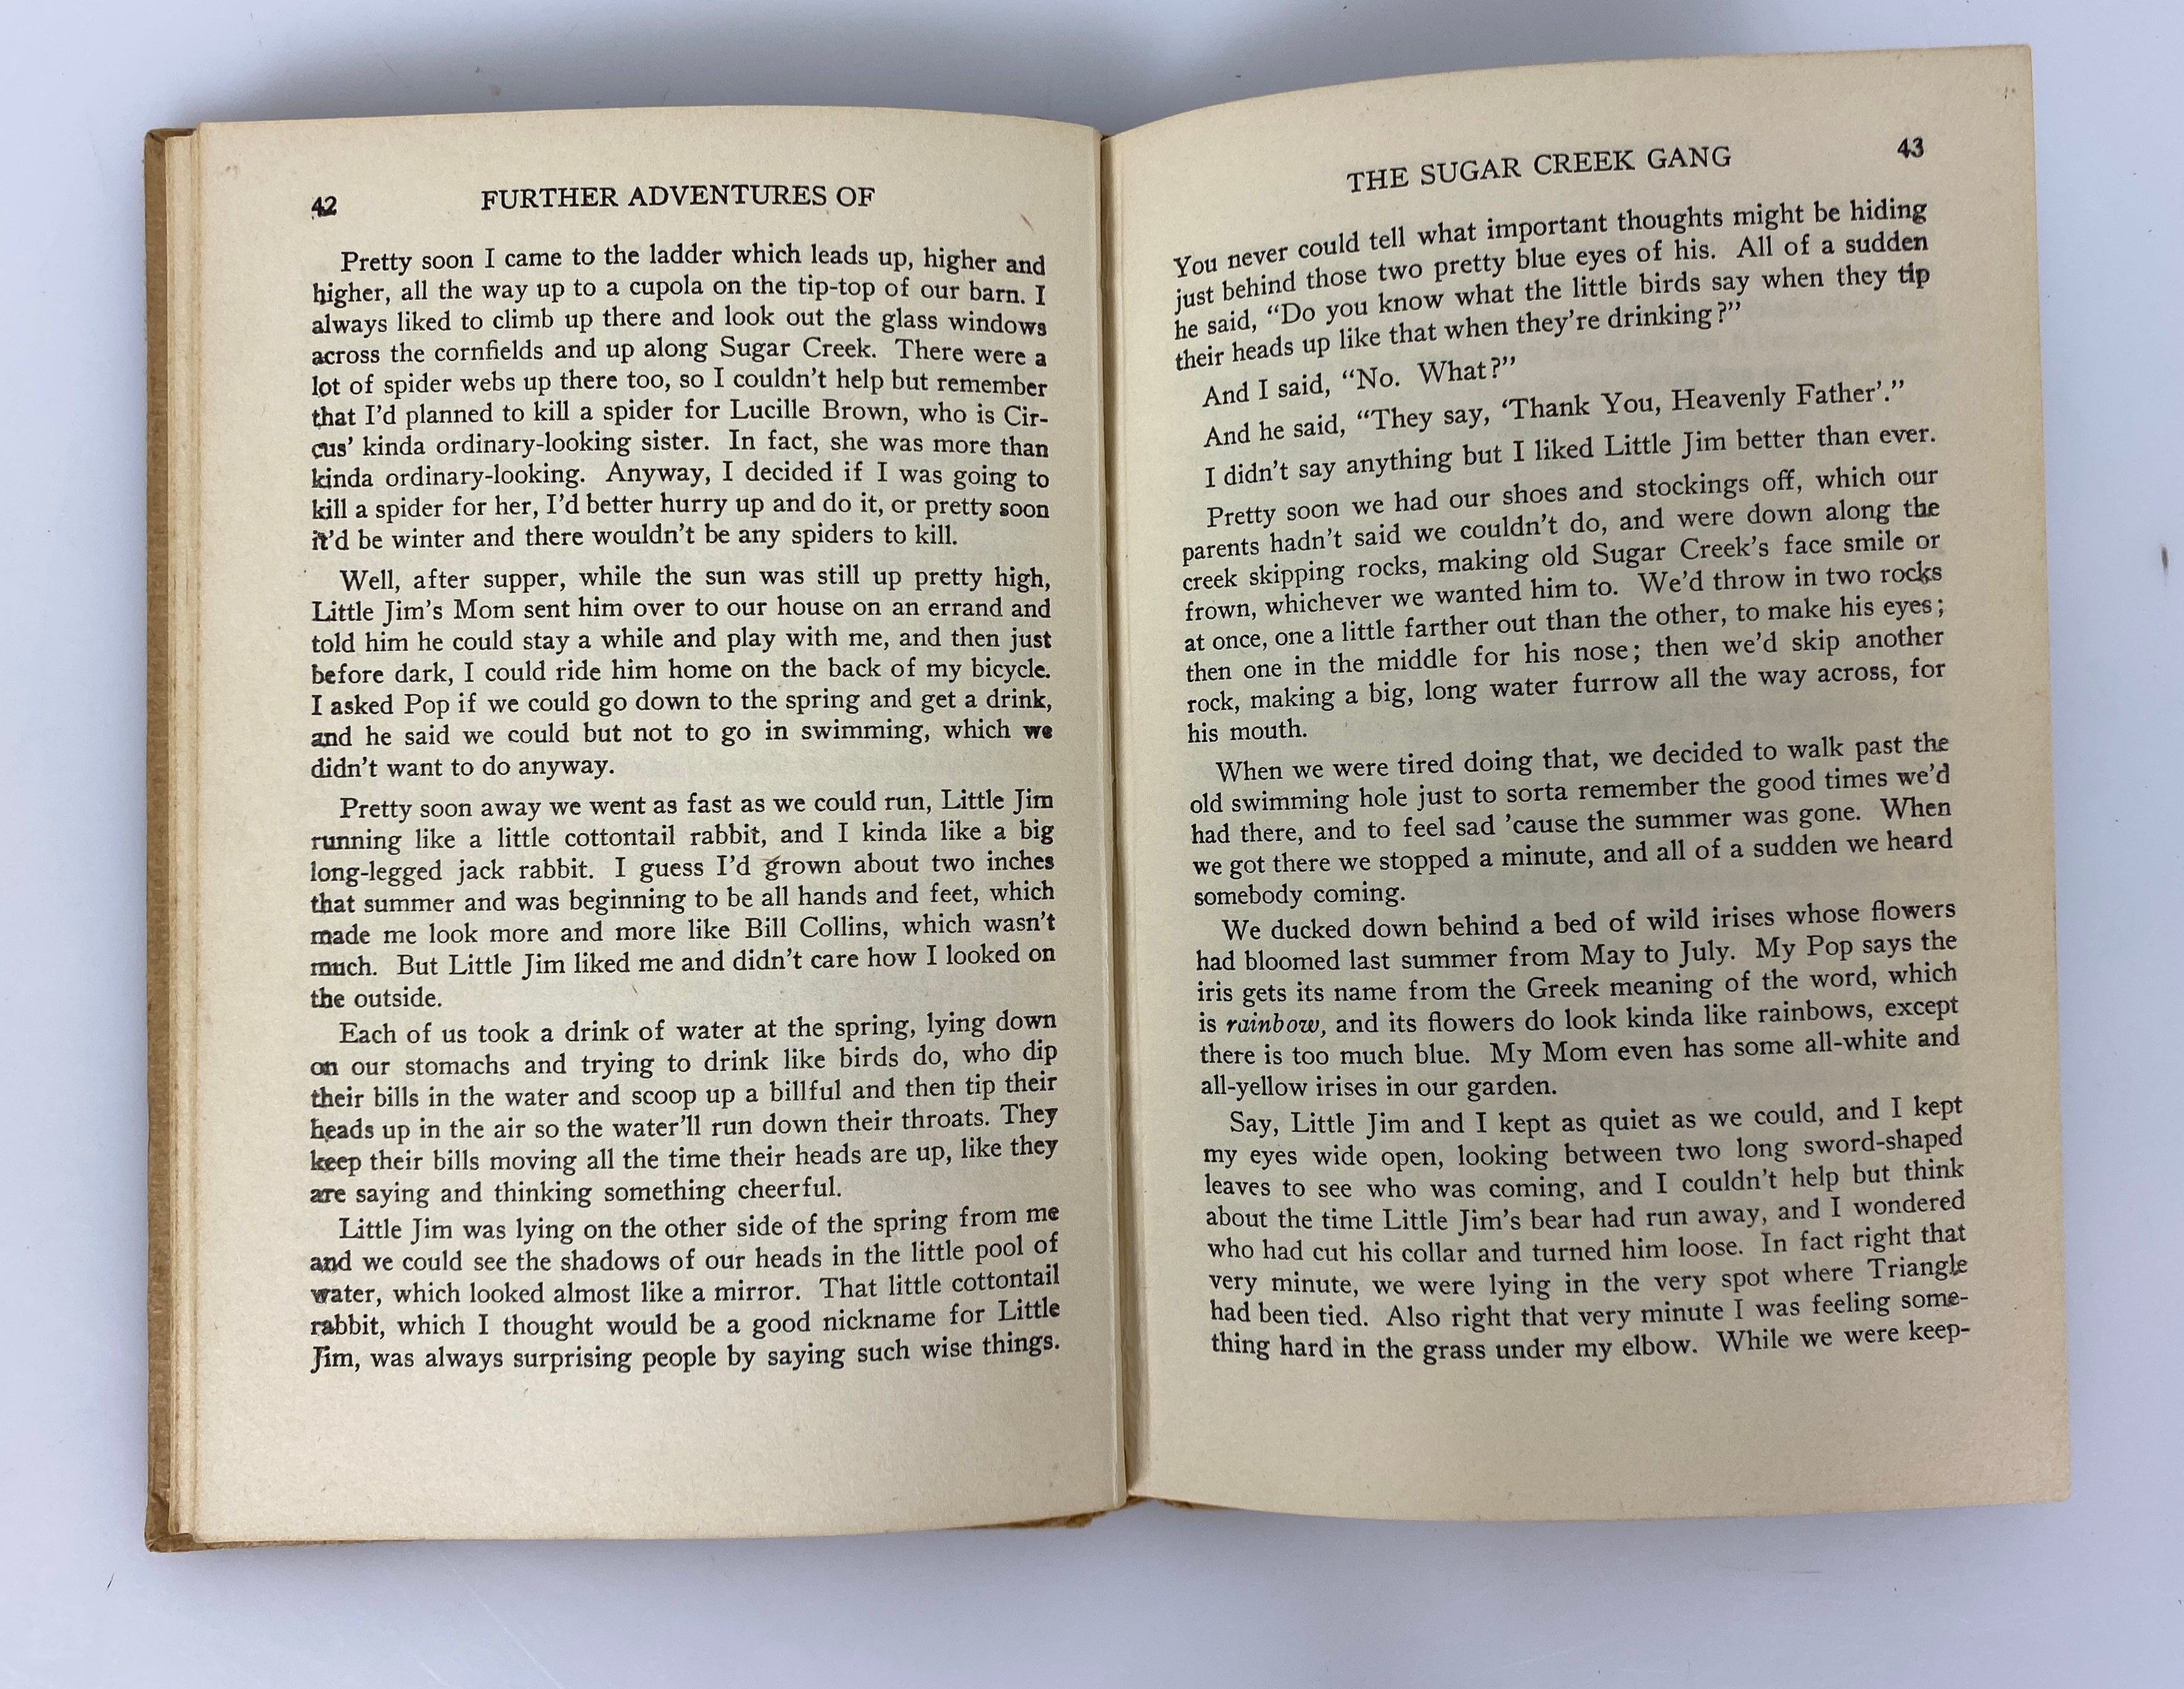 42
FURTHER ADVENTURES OF
Pretty soon I came to the ladder which leads up, higher and
higher, all the way up to a cupola on the tip-top of our barn. I
always liked to climb up there and look out the glass windows
across the cornfields and up along Sugar Creek. There were a
lot of spider webs up there too, so I couldn't help but remember
that I'd planned to kill a spider for Lucille Brown, who is Cir-
cus' kinda ordinary-looking sister. In fact, she was more than
kinda ordinary-looking. Anyway, I decided if I was going to
kill a spider for her, I'd better hurry up and do it, or pretty soon
it'd be winter and there wouldn't be any spiders to kill.
Well, after supper, while the sun was still up pretty high,
Little Jim's Mom sent him over to our house on an errand and
told him he could stay a while and play with me, and then just
before dark, I could ride him home on the back of my bicycle.
I asked Pop if we could go down to the spring and get a drink,
and he said we could but not to go in swimming, which we
didn't want to do anyway.
Pretty soon away we went as fast as we could run, Little Jim
running like a little cottontail rabbit, and I kinda like a big
long-legged jack rabbit. I guess I'd grown about two inches
that summer and was beginning to be all hands and feet, which
made me look more and more like Bill Collins, which wasn't
much. But Little Jim liked me and didn't care how I looked on
the outside.
Each of us took a drink of water at the spring, lying down
on our stomachs and trying to drink like birds do, who dip
their bills in the water and scoop up a billful and then tip their
heads up in the air so the water'll run down their throats. They
keep their bills moving all the time their heads are up, like they
are saying and thinking something cheerful.
Little Jim was lying on the other side of the spring from me
and we could see the shadows of our heads in the little pool of
water, which looked almost like a mirror. That little cottontail
rabbit, which I thought would be a good nickname for Little
Jim, was always surprising people by saying such wise things.
THE SUGAR CREEK GANG
43
You never could tell what important thoughts might be hiding
just behind those two pretty blue eyes of his. All of a sudden
he said, "Do you know what the little birds say when they tip
their heads up like that when they're drinking?"
And I said, "No. What?"
And he said, "They say, 'Thank You, Heavenly Father'."
I didn't say anything but I liked Little Jim better than ever.
Pretty soon we had our shoes and stockings off, which our
parents hadn't said we couldn't do, and were down along the
creek skipping rocks, making old Sugar Creek's face smile or
frown, whichever we wanted him to. We'd throw in two rocks
at once, one a little farther out than the other, to make his eyes;
then one in the middle for his nose; then we'd skip another
rock, making a big, long water furrow all the way across, for
his mouth.
When we were tired doing that, we decided to walk past the
old swimming hole just to sorta remember the good times we'd
had there, and to feel sad 'cause the summer was gone. When
we got there we stopped a minute, and all of a sudden we heard
somebody coming.
We ducked down behind a bed of wild irises whose flowers
had bloomed last summer from May to July. My Pop says the
iris gets its name from the Greek meaning of the word, which
is rainbow, and its flowers do look kinda like rainbows, except
there is too much blue. My Mom even has some all-white and
all-yellow irises in our garden.
Say, Little Jim and I kept as quiet as we could, and I kept
my eyes wide open, looking between two long sword-shaped
leaves to see who was coming, and I couldn't help but think
about the time Little Jim's bear had run away, and I wondered
who had cut his collar and turned him loose. In fact right that
very minute, we were lying in the very spot where Triangle
had been tied. Also right that very minute I was feeling some-
thing hard in the grass under my elbow. While we were keep-